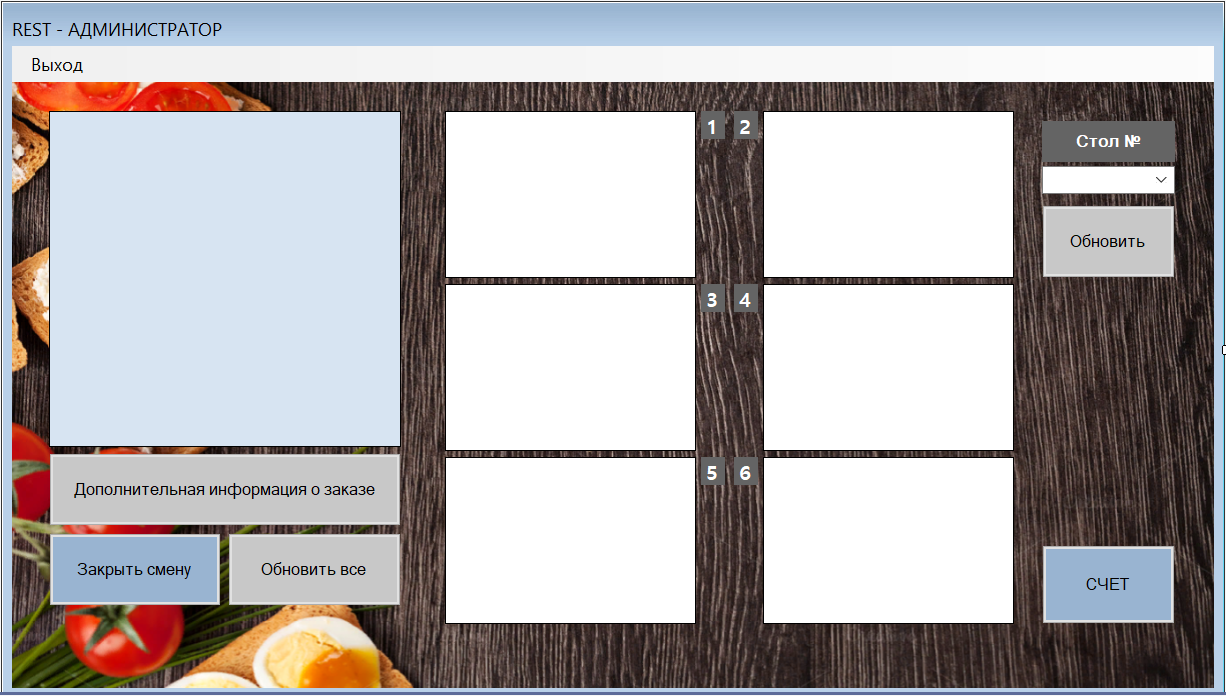 REST - АДМИНИСТРАТОР
Выход
1 2
Стол №
Обновить
3 4
5 6
Дополнительная информация о заказе
Закрыть смену
Обновить все
СЧЕТ